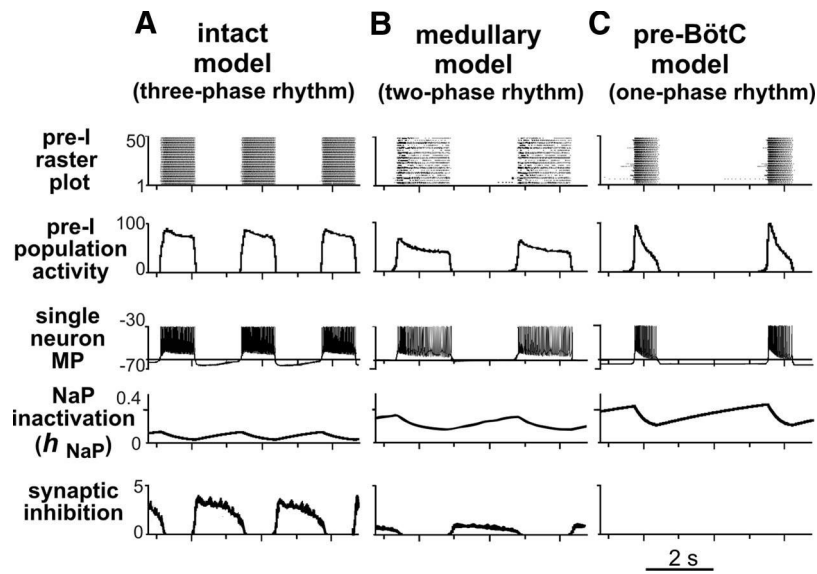 A
intact
model
(three-phase rhythm)
B
medullary
model
(two-phase rhythm)
C
pre-BötC
model
(one-phase rhythm)
pre-I
raster
plot
50
1
pre-I
population
activity
100
0
single
neuron
MP
-30
-70
NaP
inactivation
(h NaP)
0.4
0
synaptic
inhibition
5
0
2 s